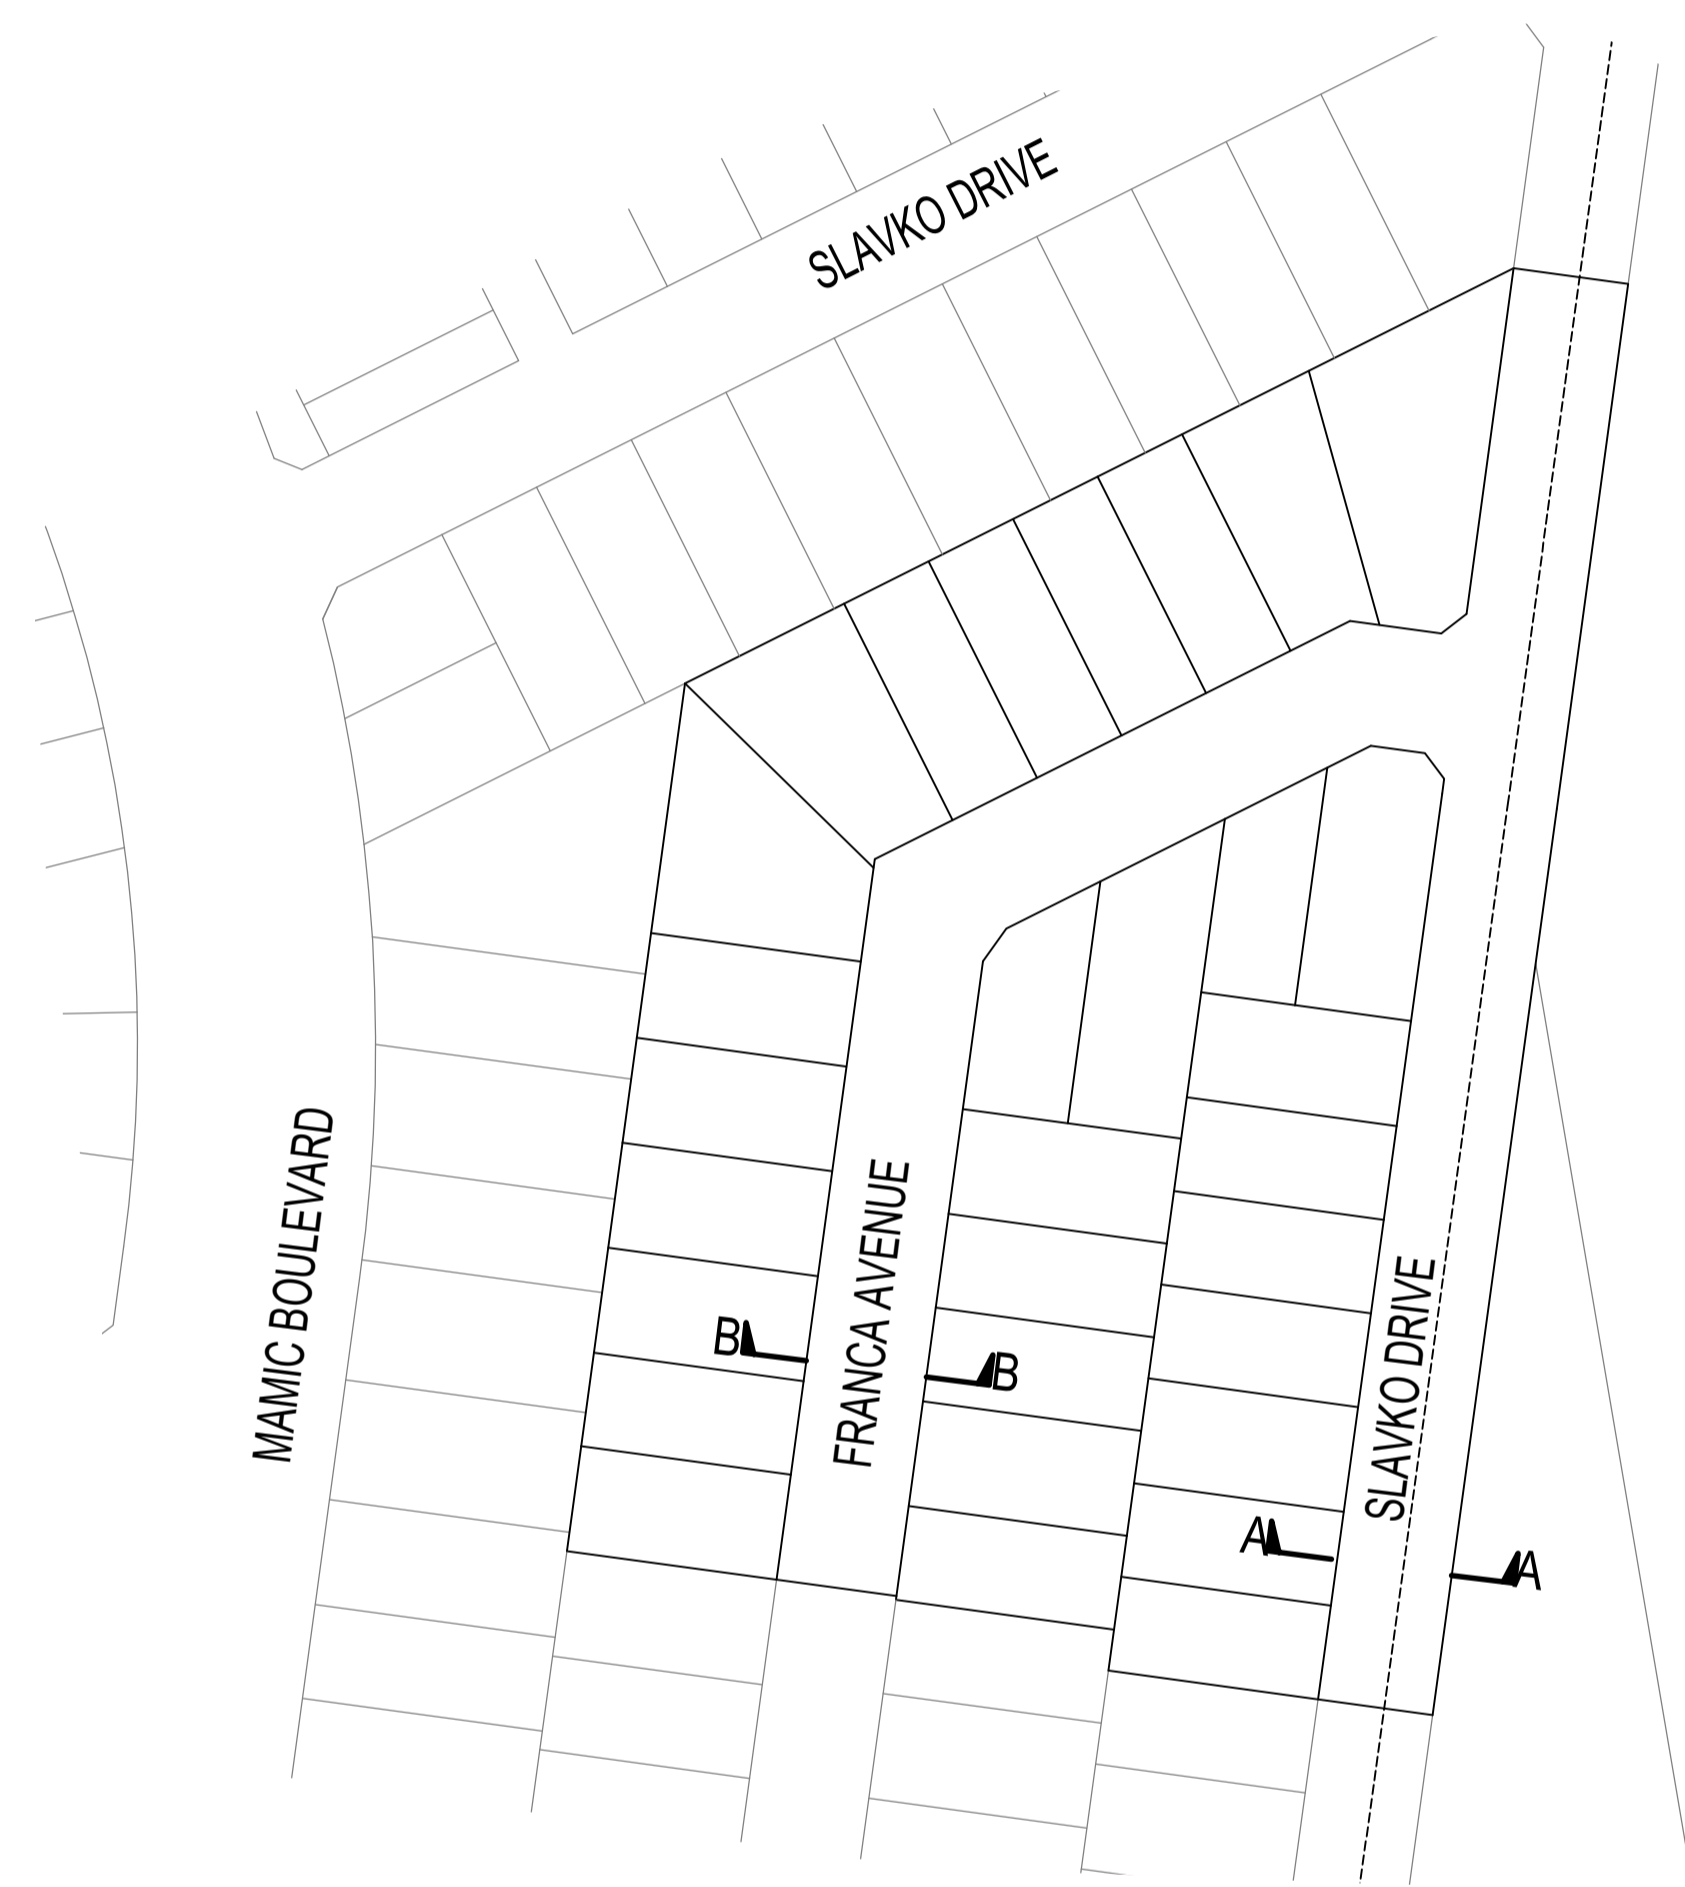 SLAVKO DRIVE
MAMIC BOULEVARD
FRANCA AVENUE
SLAVKO DRIVE
B
B
A
A